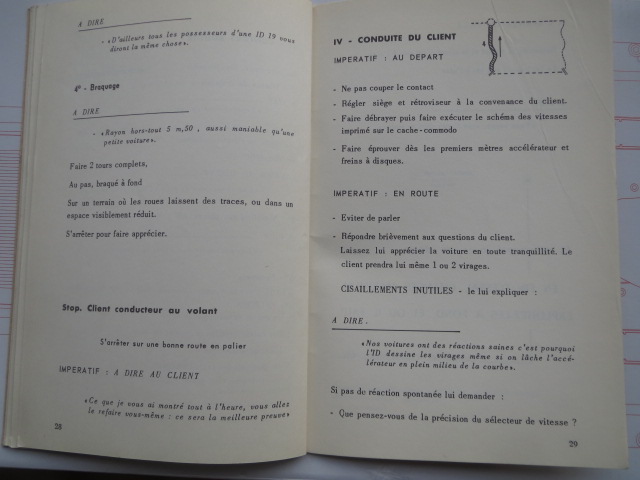 A DIRE
- «D'ailleurs tous les possesseurs d'une ID 19 vous
diront la même chose».
4° - Braquage
A DIRE
- «Rayon hors-tout 5 m,50 , aussi maniable qu'une
petite voiture».
Faire 2 tours complets,
Au pas, braqué à fond
Sur un terrain où les roues laissent des traces, ou dans un
espace visiblement réduit.
S'arrêter pour faire apprécier.
Stop. Client conducteur au volant
S'arrêter sur une bonne route en palier
IMPERATIF : A DIRE AU CLIENT
«Ce que je vous ai montré tout à l'heure, vous allez
le refaire vous-même : ce sera la meilleure preuve»
28
IV - CONDUITE DU CLIENT
IMPERATIF : AU DEPART
- Ne pas couper le contact
- Régler siège et rétroviseur à la convenance du client.
- Faire débrayer puis faire exécuter le schéma des vitesses
imprimé sur le cache-commodo
- Faire éprouver dès les premiers mètres accélérateur et
freins à disques.
IMPERATIF : EN ROUTE
- Eviter de parler
- Répondre brièvement aux questions du client.
Laissez lui apprécier la voiture en toute tranquillité. Le
client prendra lui même 1 ou 2 virages.
CISAILLEMENTS INUTILES - le lui expliquer :
A DIRE.
«Nos voitures ont des réactions saines c'est pourquoi
l'ID dessine les virages même si on lâche l'accé-
lérateur en plein milieu de la courbe».
Si pas de réaction spontanée lui demander :
- Que pensez-vous de la précision du sélecteur de vitesse ?
29